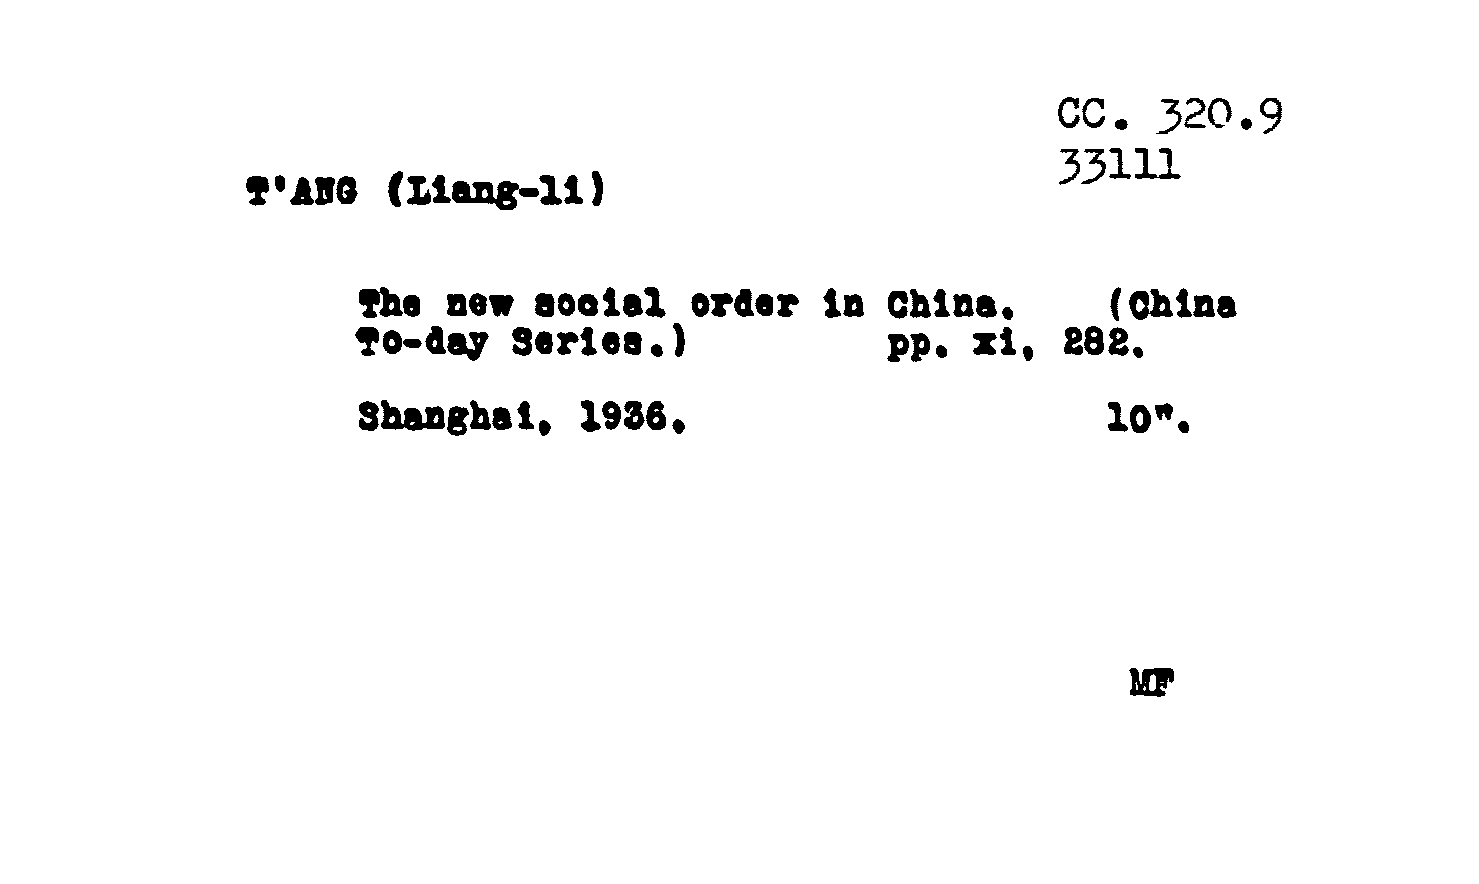 CC. 320.9
33111
T'ANG (Liang-li)
The new social order in China. (China
To-day Series.) pp. xi, 282.
Shanghai, 1936. 10".
MF